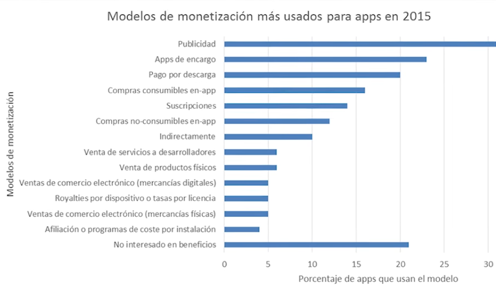 Modelos de monetización más usados para apps en 2015
Modelos de monetización
Publicidad
Apps de encargo
Pago por descarga
Compras consumibles en-app
Suscripciones
Compras no-consumibles en-app
Indirectamente
Venta de servicios a desarrolladores
Venta de productos físicos
Ventas de comercio electrónico (mercancías digitales)
Royalties por dispositivo o tasas por licencia
Ventas de comercio electrónico (mercancías físicas)
Afiliación o programas de coste por instalación
No interesado en beneficios
0 5 10 15 20 25 30
Porcentaje de apps que usan el modelo